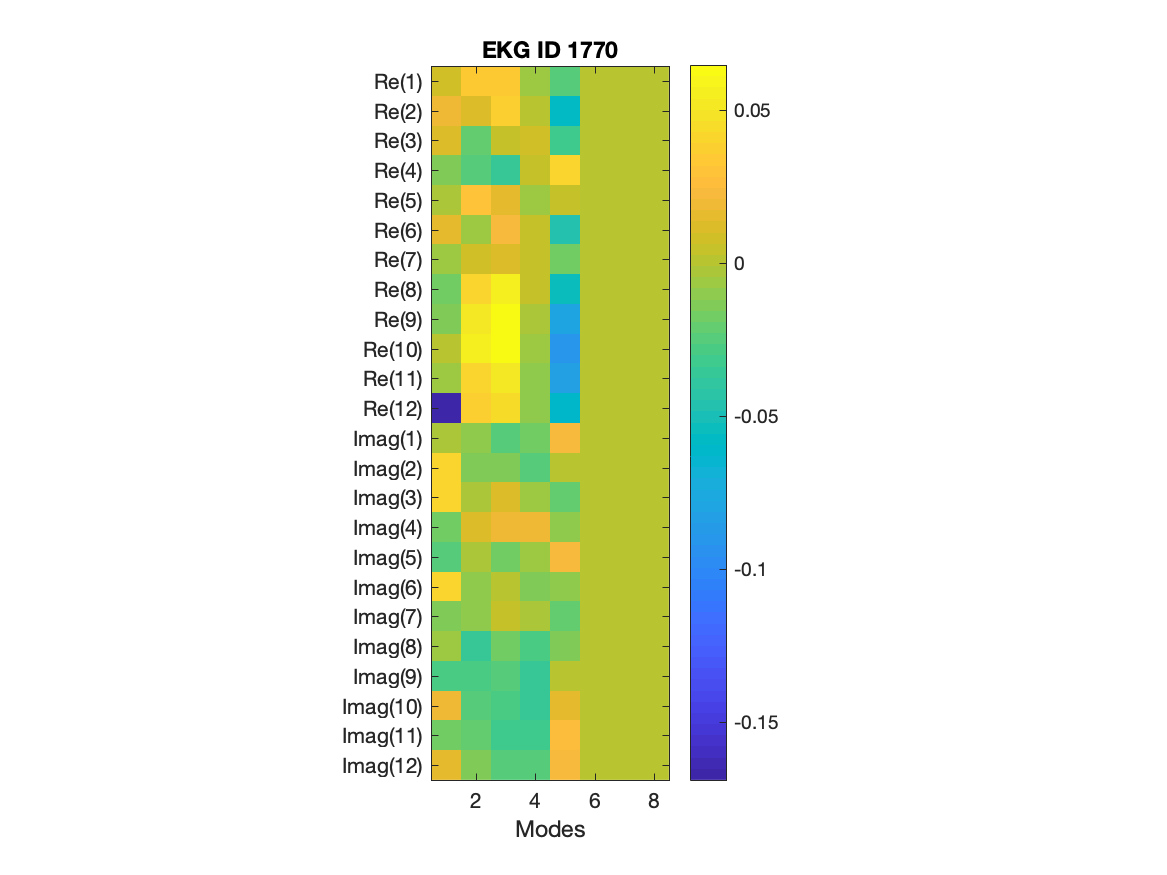 EKG ID 1770
Re(1)
Re(2)
Re(3)
Re(4)
Re(5)
Re(6)
Re(7)
Re(8)
Re(9)
Re(10)
Re(11)
Re(12)
Imag(1)
Imag(2)
Imag(3)
Imag(4)
Imag(5)
Imag(6)
Imag(7)
Imag(8)
Imag(9)
Imag(10)
Imag(11)
Imag(12)
2 4 6 8
Modes
0.05
0
-0.05
-0.1
-0.15